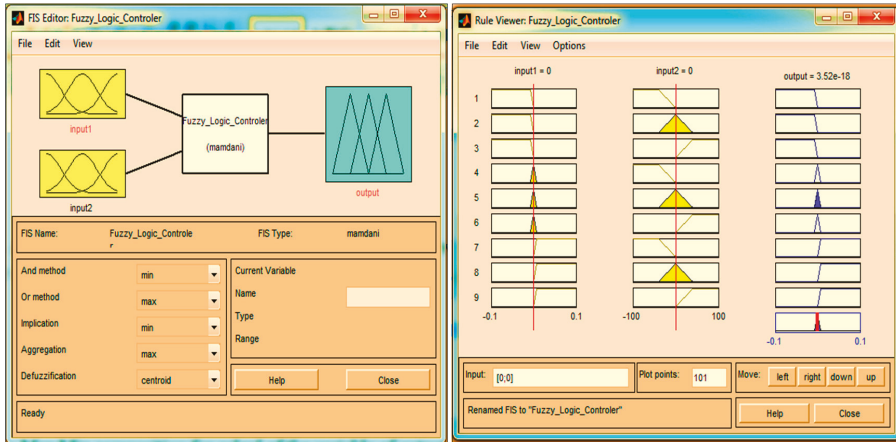 FIS Editor: Fuzzy_Logic_Controler
File Edit View
input1
input2
Fuzzy_Logic_Controler
(mamdani)
output
FIS Name: Fuzzy_Logic_Controle
r
FIS Type: mamdani
And method min
Or method max
Implication min
Aggregation max
Defuzzification centroid
Current Variable
Name
Type
Range
Help Close
Ready
Rule Viewer: Fuzzy_Logic_Controler
File Edit View Options
input1 = 0 input2 = 0 output = 3.52e-18
1
2
3
4
5
6
7
8
9
-0.1 0.1 -100 100
-0.1 0.1
Input: [0;0] Plot points: 101 Move: left right down up
Renamed FIS to "Fuzzy_Logic_Controler" Help Close